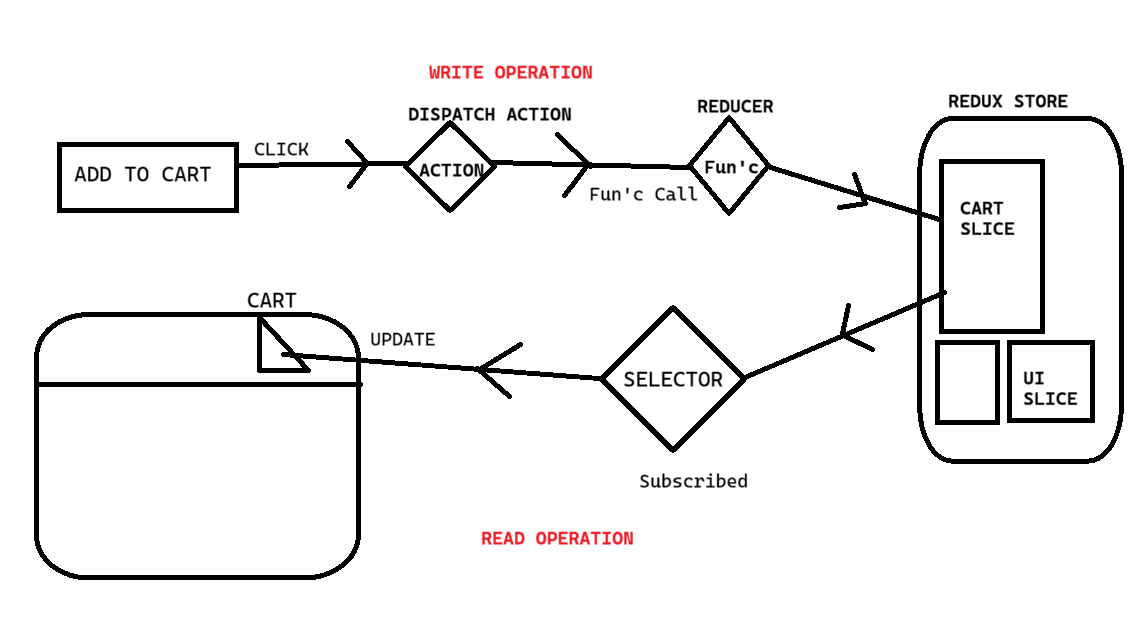 WRITE OPERATION
DISPATCH ACTION
REDUCER
REDUX STORE
CLICK
ADD TO CART
ACTION
Fun'c
Fun'c Call
CART
SLICE
CART
UPDATE
SELECTOR
UI
SLICE
Subscribed
READ OPERATION